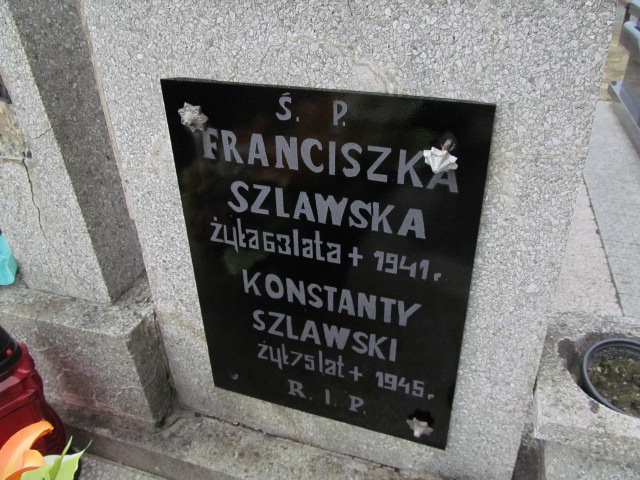 Ś. P.
FRANCISZKA
SZLAWSKA
żyła 63 lata + 1941 r.
KONSTANTY
SZLAWSKI
żył 75 lat + 1945 r.
R. I. P.